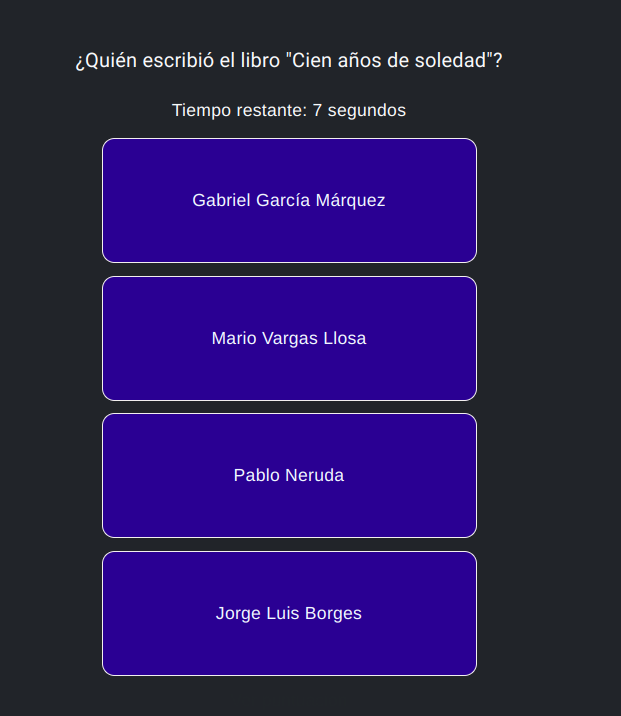 ¿Quién escribió el libro "Cien años de soledad"?
Tiempo restante: 7 segundos
Gabriel García Márquez
Mario Vargas Llosa
Pablo Neruda
Jorge Luis Borges